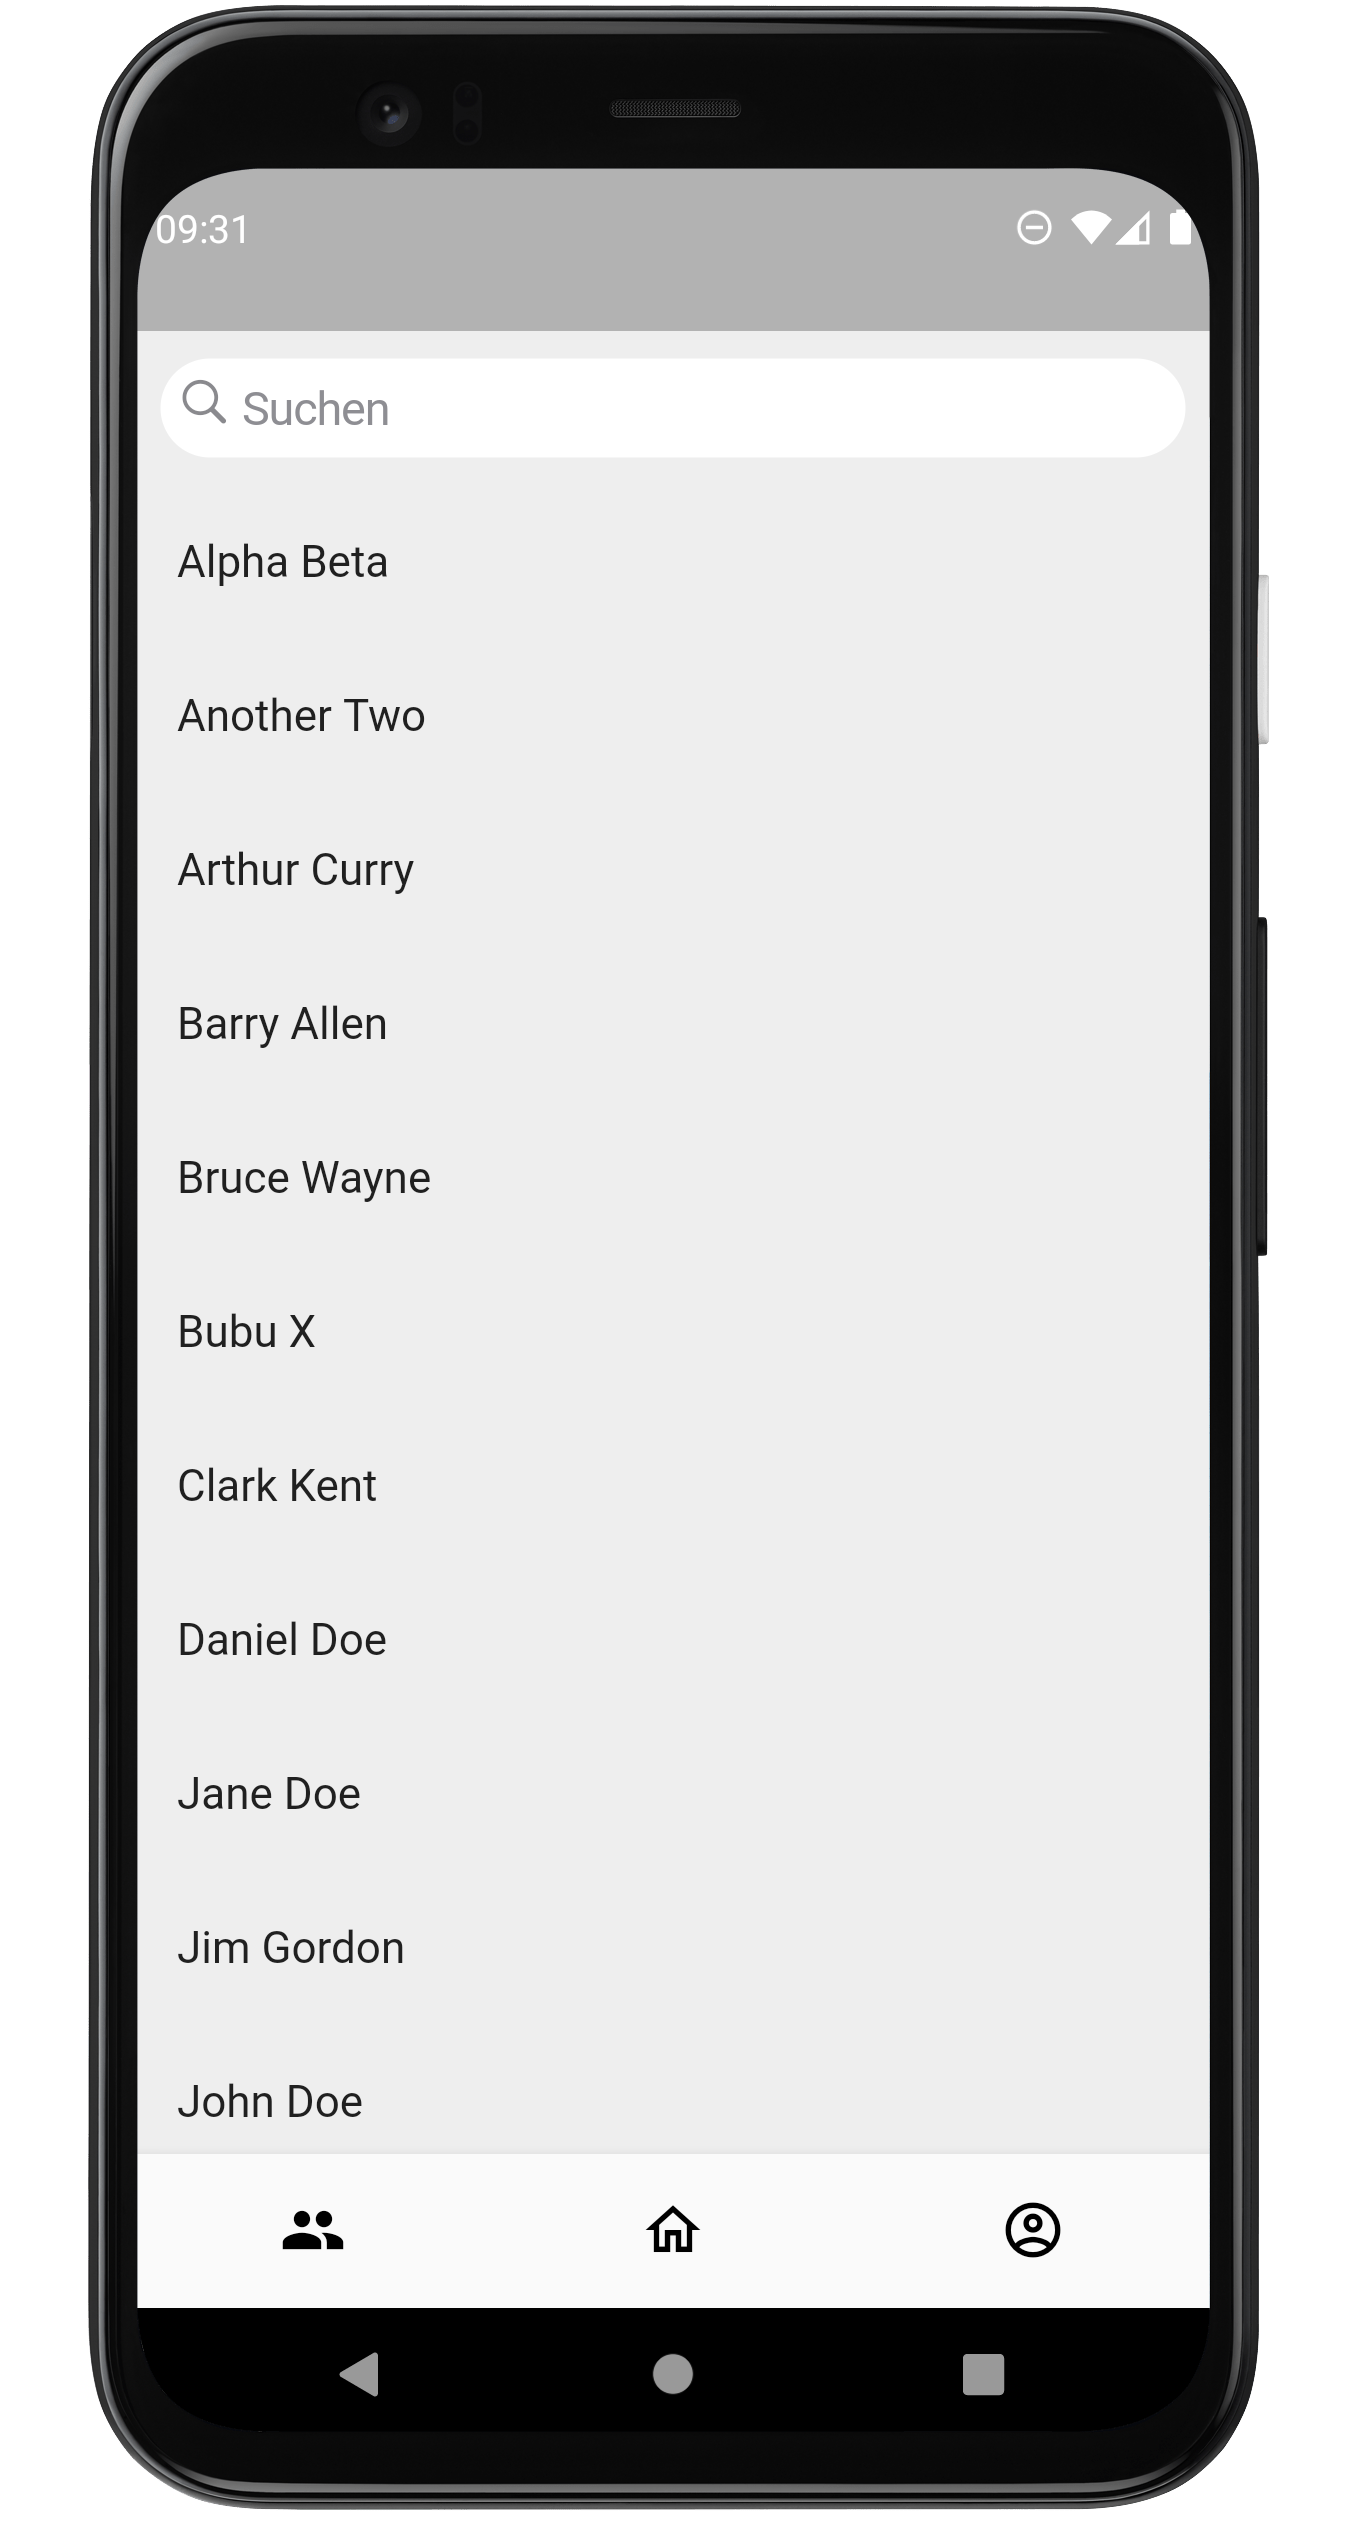 09:31
Suchen
Alpha Beta
Another Two
Arthur Curry
Barry Allen
Bruce Wayne
Bubu X
Clark Kent
Daniel Doe
Jane Doe
Jim Gordon
John Doe